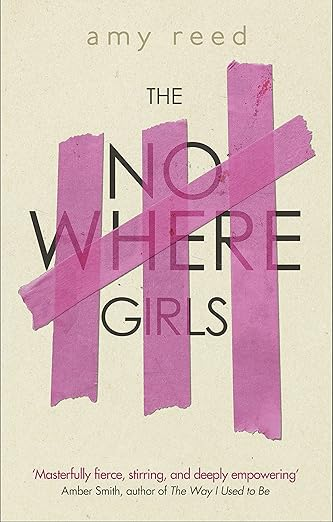 amy reed
THE
NO
WHERE
GIRLS
‘Masterfully fierce, stirring, and deeply empowering’
Amber Smith, author of The Way I Used to Be